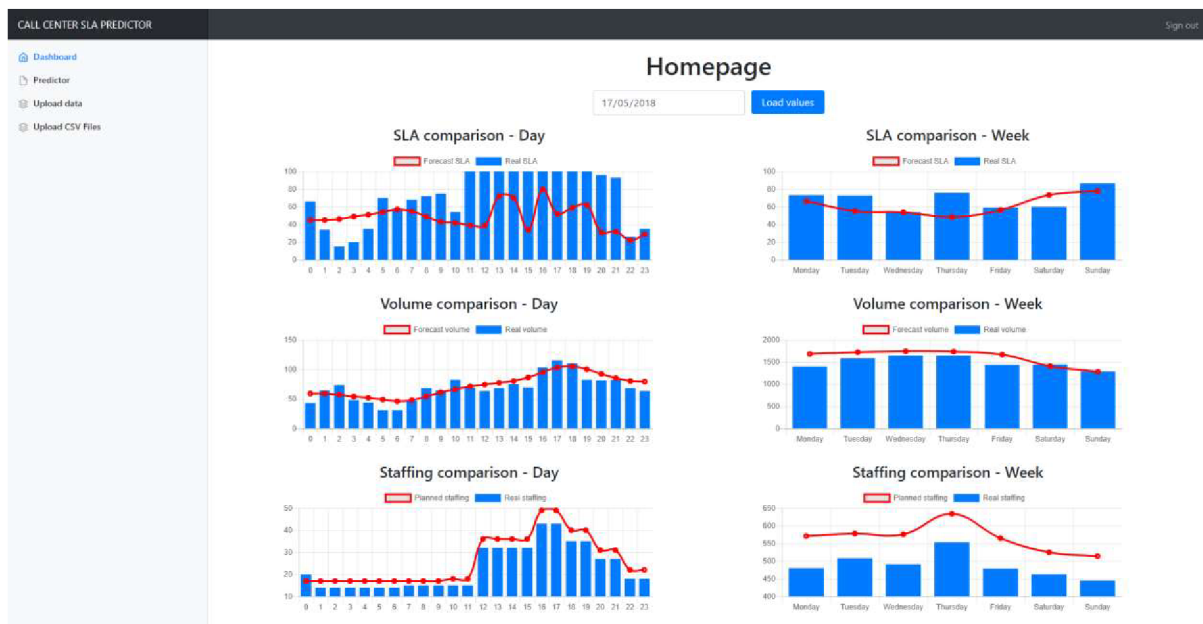 CALL CENTER SLA PREDICTOR
Sign out
Dashboard
Predictor
Upload data
Upload CSV Files
Homepage
17/05/2018
Load values
SLA comparison - Day
Forecast SLA Real SLA
100
80
60
40
20
0
0 1 2 3 4 5 6 7 8 9 10 11 12 13 14 15 16 17 18 19 20 21 22 23
SLA comparison - Week
Forecast SLA Real SLA
100
80
60
40
20
0
Monday Tuesday Wednesday Thursday Friday Saturday Sunday
Volume comparison - Day
Forecast volume Real volume
150
100
50
0
0 1 2 3 4 5 6 7 8 9 10 11 12 13 14 15 16 17 18 19 20 21 22 23
Volume comparison - Week
Forecast volume Real volume
2000
1500
1000
500
0
Monday Tuesday Wednesday Thursday Friday Saturday Sunday
Staffing comparison - Day
Planned staffing Real staffing
50
40
30
20
10
0 1 2 3 4 5 6 7 8 9 10 11 12 13 14 15 16 17 18 19 20 21 22 23
Staffing comparison - Week
Planned staffing Real staffing
650
600
550
500
450
400
Monday Tuesday Wednesday Thursday Friday Saturday Sunday